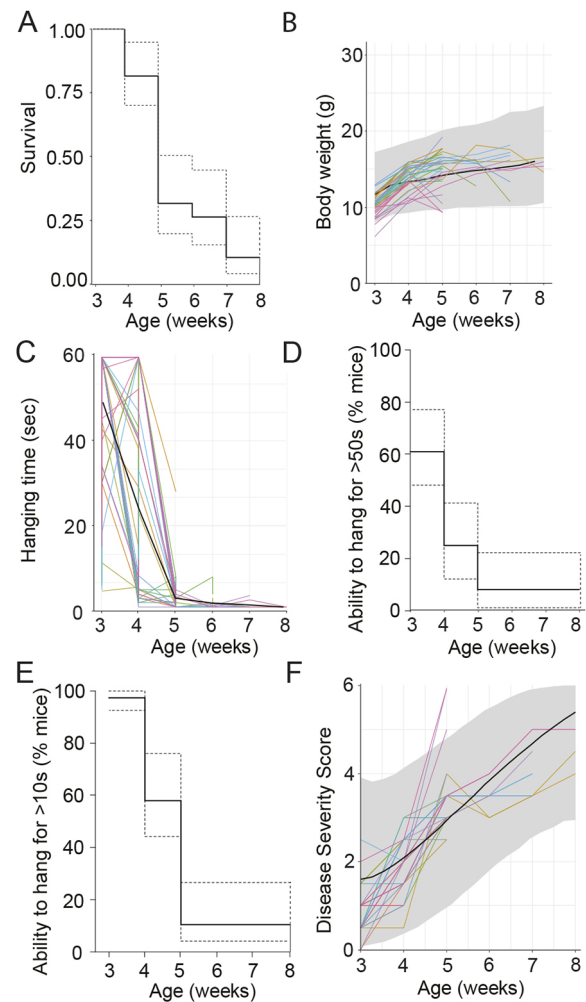 A
Survival
1.00
0.75
0.50
0.25
0.00
3 4 5 6 7 8
Age (weeks)
B
Body weight (g)
30
20
10
0
3 4 5 6 7 8
Age (weeks)
C
Hanging time (sec)
60
40
20
0
3 4 5 6 7 8
Age (weeks)
D
Ability to hang for >50s (% mice)
100
80
60
40
20
0
3 4 5 6 7 8
Age (weeks)
E
Ability to hang for >10s (% mice)
100
80
60
40
20
0
3 4 5 6 7 8
Age (weeks)
F
Disease Severity Score
6
4
2
0
3 4 5 6 7 8
Age (weeks)